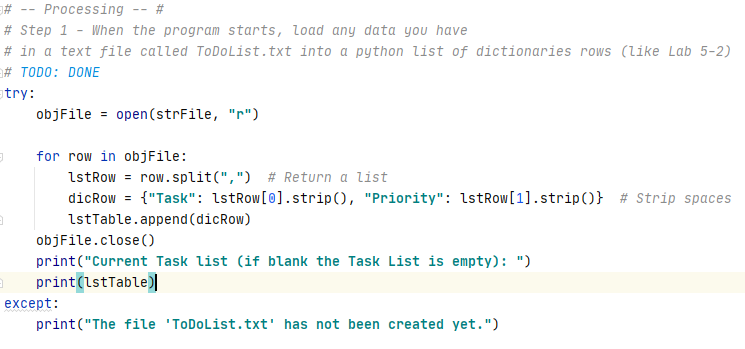 # -- Processing -- #
# Step 1 - When the program starts, load any data you have
# in a text file called ToDoList.txt into a python list of dictionaries rows (like Lab 5-2)
# TODO: DONE
try:
    objFile = open(strFile, "r")

    for row in objFile:
        lstRow = row.split(",")  # Return a list
        dicRow = {"Task": lstRow[0].strip(), "Priority": lstRow[1].strip()}  # Strip spaces
        lstTable.append(dicRow)
    objFile.close()
    print("Current Task list (if blank the Task List is empty): ")
    print(lstTable)
except:
    print("The file 'ToDoList.txt' has not been created yet.")